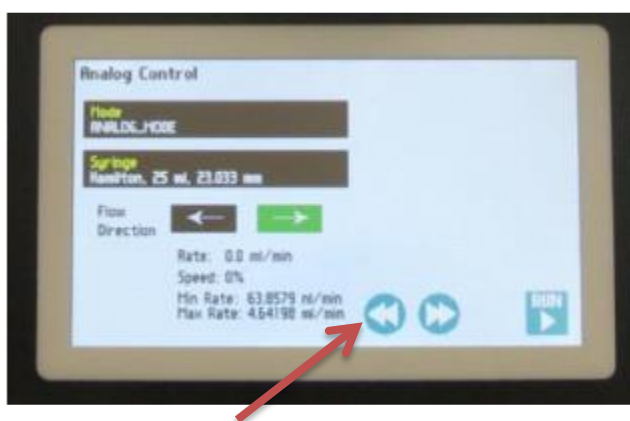 Analog Control
Mode
ANALOG_MODE
Syringe
Hamilton, 25 ml, 23.033 mm
Flow
Direction
Rate: 0.0 ml/min
Speed: 0%
Min Rate: 63.8579 nl/min
Max Rate: 4.64198 ml/min
RUN